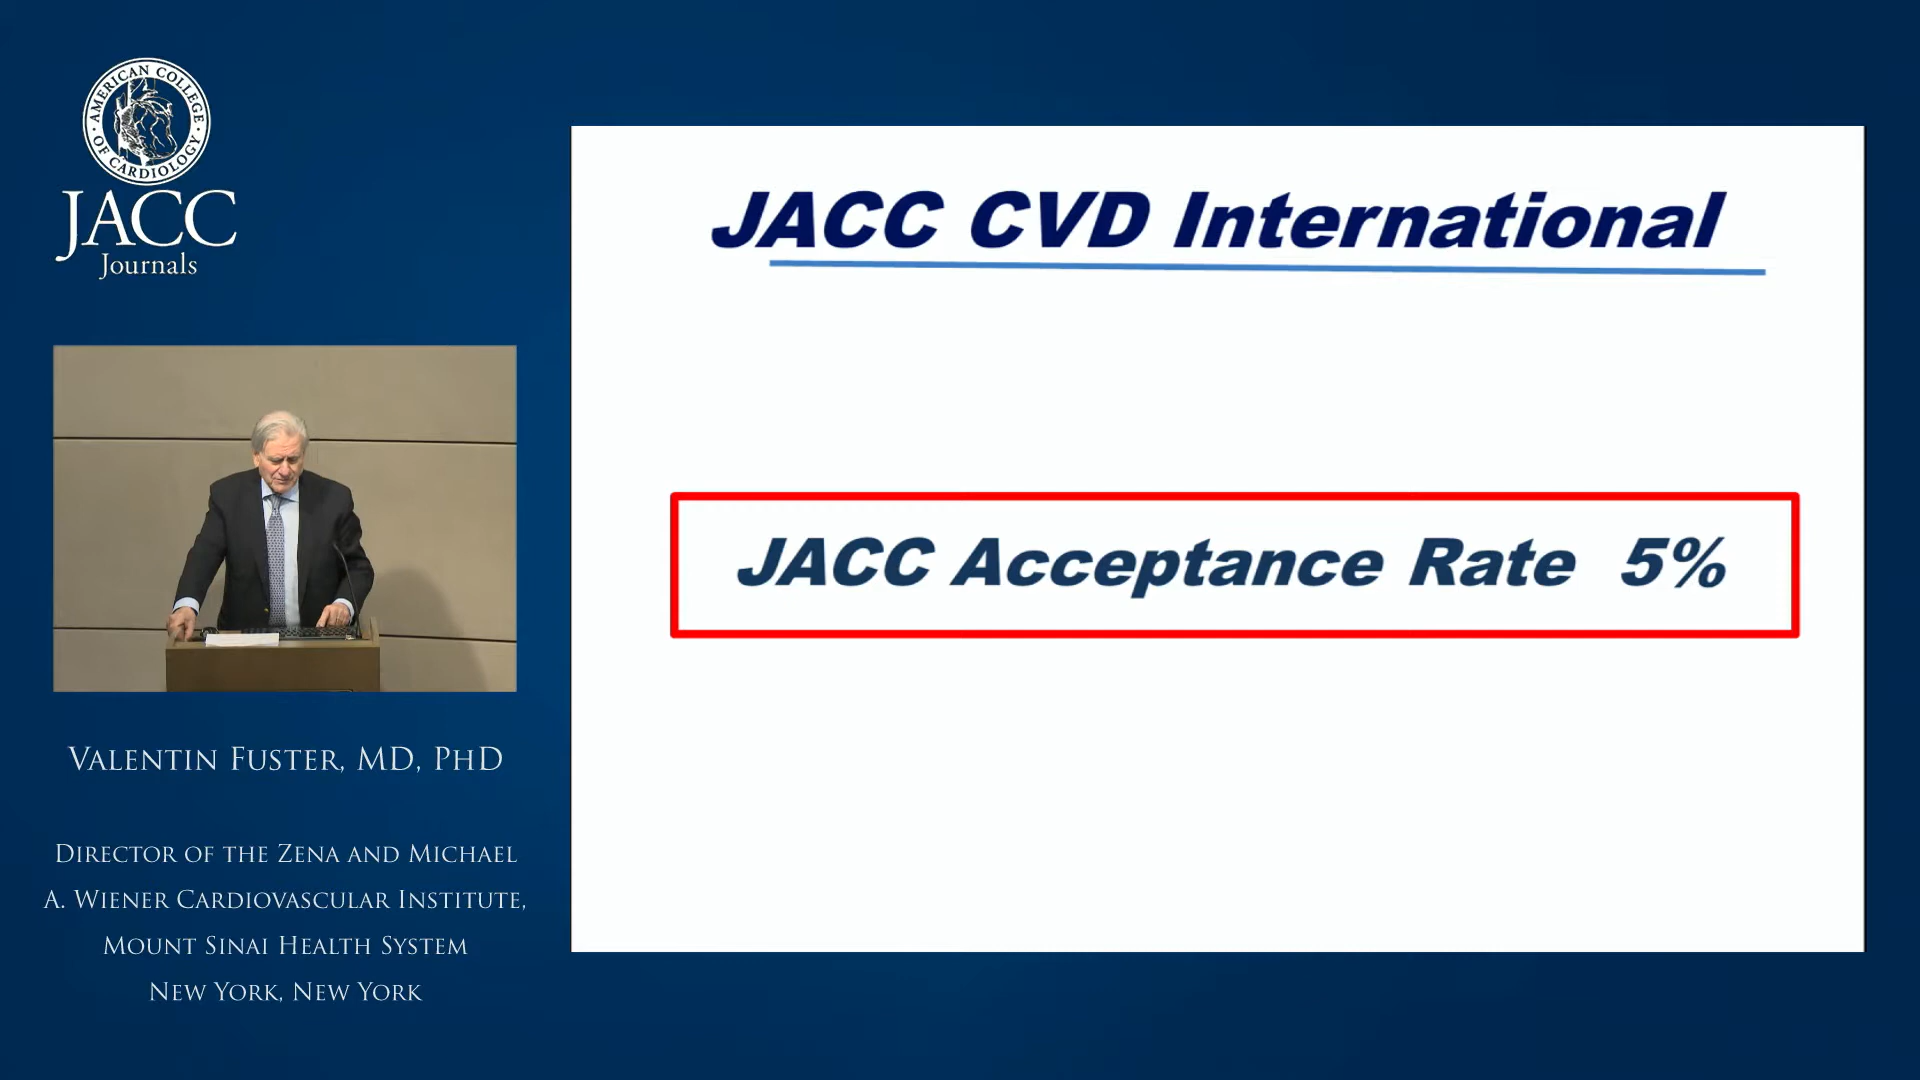 AMERICAN COLLEGE
OF CARDIOLOGY
JACC
Journals
JACC CVD International
JACC Acceptance Rate 5%
Valentin Fuster, MD, PhD
Director of the Zena and Michael
A. Wiener Cardiovascular Institute,
Mount Sinai Health System
New York, New York